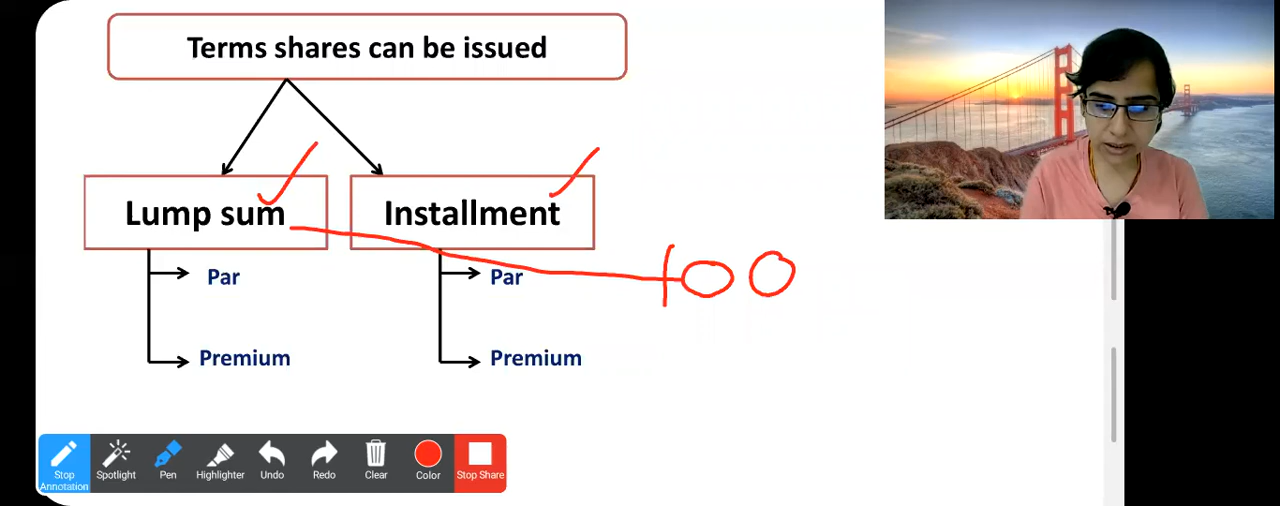 Terms shares can be issued
Lump sum
Installment
100
Par
Par
Premium
Premium
Stop Annotation
Spotlight
Pen
Highlighter
Undo
Redo
Clear
Color
Stop Share